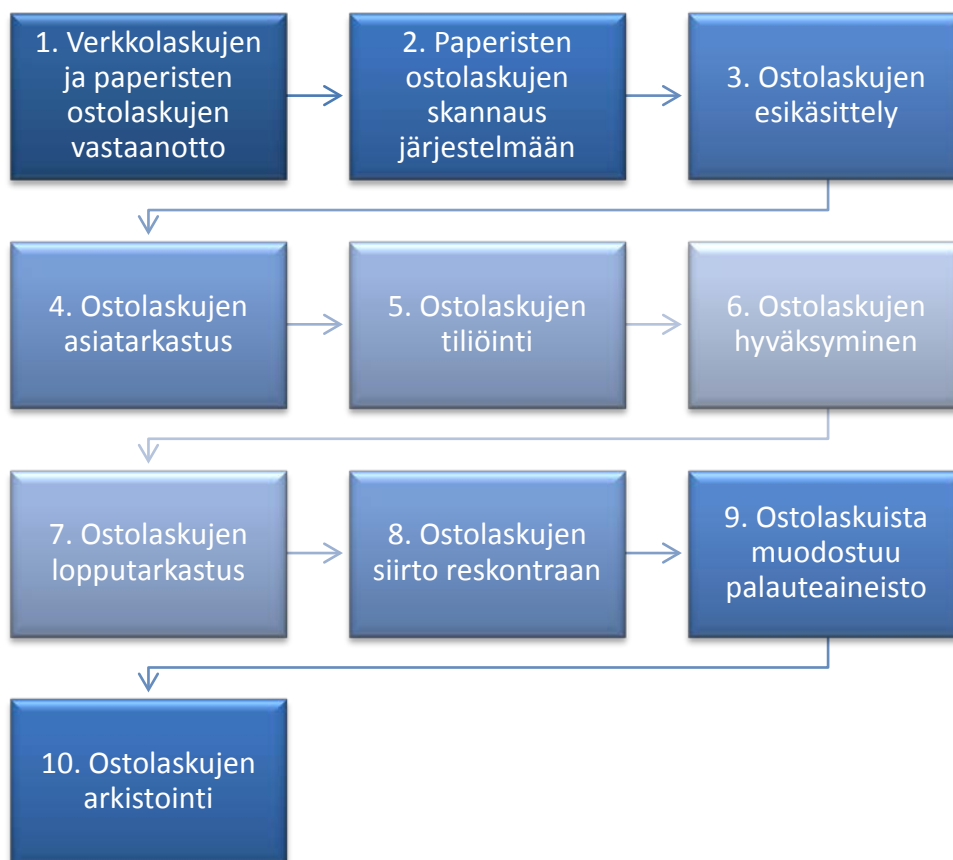 1. Verkkolaskujen
ja paperisten
ostolaskujen
vastaanotto
2. Paperisten
ostolaskujen
skannaus
järjestelmään
3. Ostolaskujen
esikäsittely
4. Ostolaskujen
asiatarkastus
5. Ostolaskujen
tiliöinti
6. Ostolaskujen
hyväksyminen
7. Ostolaskujen
lopputarkastus
8. Ostolaskujen
siirto reskontraan
9. Ostolaskuista
muodostuu
palauteaineisto
10. Ostolaskujen
arkistointi